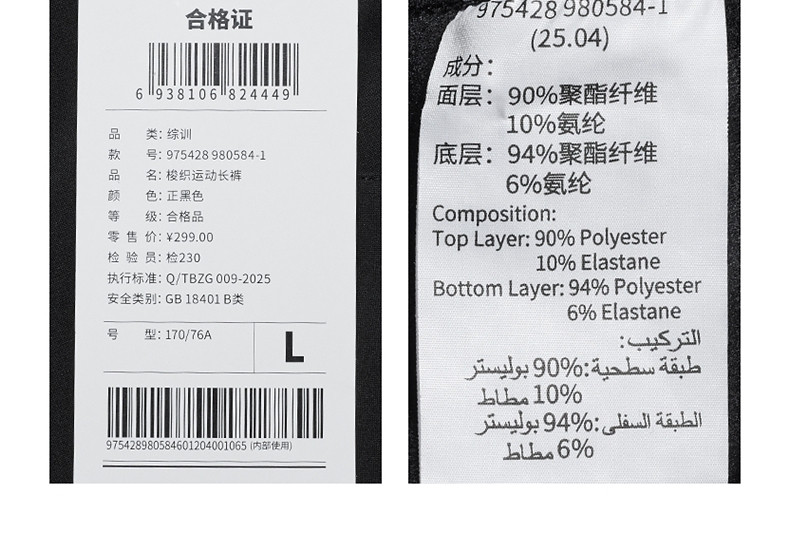 合格证
6 938106 824449
品 类: 综训
款 号: 975428 980584-1
品 名: 梭织运动长裤
颜 色: 正黑色
等 级: 合格品
零 售 价: ¥299.00
检 验 员: 检230
执行标准: Q/TBZG 009-2025
安全类别: GB 18401 B类
号 型: 170/76A
L
975428980584601204001065 (内部使用)
975428 980584-1
(25.04)
成分：
面层：90%聚酯纤维
10%氨纶
底层：94%聚酯纤维
6%氨纶
Composition:
Top Layer: 90% Polyester
10% Elastane
Bottom Layer: 94% Polyester
6% Elastane
التركيب:
طبقة سطحية:90% بوليستر
10% مطاط
الطبقة السفلى:94% بوليستر
6% مطاط